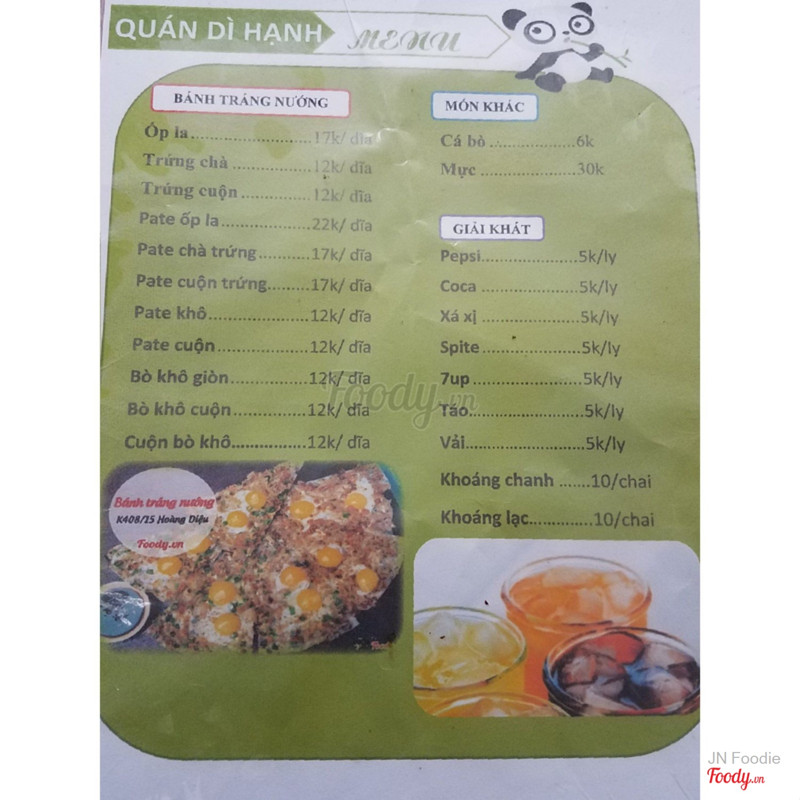 QUÁN DÌ HẠNH MENU
BÁNH TRÁNG NƯỚNG
Ốp la..........................17k/ dĩa
Trứng chà ..................12k/ dĩa
Trứng cuộn ...............12k/ dĩa
Pate ốp la..................22k/ dĩa
Pate chà trứng...........17k/ dĩa
Pate cuộn trứng.........17k/ dĩa
Pate khô ...................12k/ dĩa
Pate cuộn .................12k/ dĩa
Bò khô giòn...............12k/ dĩa
Bò khô cuộn ..............12k/ dĩa
Cuộn bò khô...............12k/ dĩa
MÓN KHÁC
Cá bò ...................6k
Mực ......................30k
GIẢI KHÁT
Pepsi......................5k/ly
Coca ......................5k/ly
Xá xị ......................5k/ly
Spite ......................5k/ly
7up ........................5k/ly
Táo.........................5k/ly
Vải..........................5k/ly
Khoáng chanh .......10/chai
Khoáng lạc..............10/chai
Bánh tráng nướng
K408/15 Hoàng Diệu
Foody.vn
Foody.vn
JN Foodie
Foody.vn